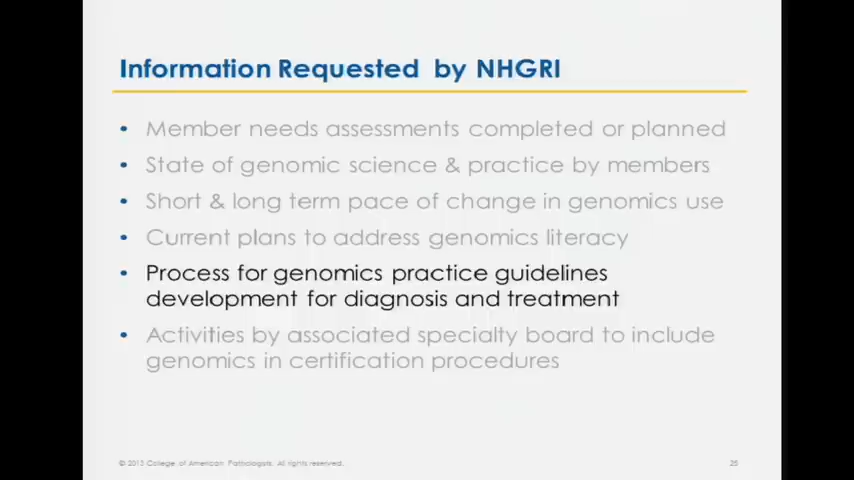 Information Requested by NHGRI
• Member needs assessments completed or planned
• State of genomic science & practice by members
• Short & long term pace of change in genomics use
• Current plans to address genomics literacy
• Process for genomics practice guidelines
development for diagnosis and treatment
• Activities by associated specialty board to include
genomics in certification procedures
© 2013 College of American Pathologists. All rights reserved.
25